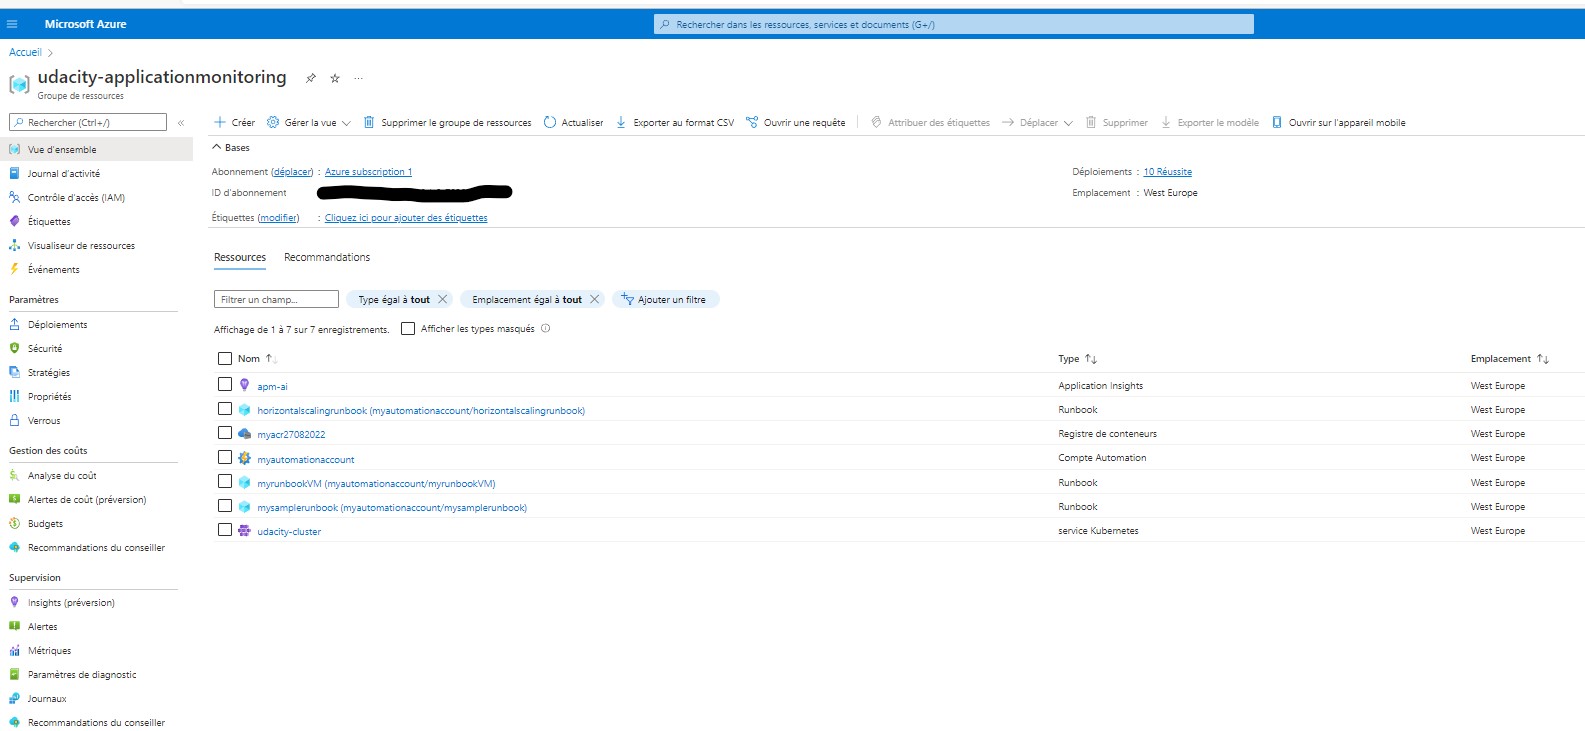 Microsoft Azure
Rechercher dans les ressources, services et documents (G+/)
Accueil >
udacity-applicationmonitoring ...
Groupe de ressources
Rechercher (Ctrl+/) «
Créer Gérer la vue Supprimer le groupe de ressources Actualiser Exporter au format CSV Ouvrir une requête Attribuer des étiquettes Déplacer Supprimer Exporter le modèle Ouvrir sur l'appareil mobile
Vue d'ensemble
Journal d'activité
Contrôle d'accès (IAM)
Étiquettes
Visualiseur de ressources
Événements
Paramètres
Déploiements
Sécurité
Stratégies
Propriétés
Verrous
Gestion des coûts
Analyse du coût
Alertes de coût (préversion)
Budgets
Recommandations du conseiller
Supervision
Insights (préversion)
Alertes
Métriques
Paramètres de diagnostic
Journaux
Recommandations du conseiller
Bases
Abonnement (déplacer) : Azure subscription 1
ID d'abonnement
Étiquettes (modifier) : Cliquez ici pour ajouter des étiquettes
Déploiements : 10 Réussite
Emplacement : West Europe
Ressources Recommandations
Filtrer un champ... Type égal à tout Emplacement égal à tout Ajouter un filtre
Affichage de 1 à 7 sur 7 enregistrements. Afficher les types masqués
Nom ↑↓ Type ↑↓ Emplacement ↑↓
apm-ai Application Insights West Europe
horizontalscalingrunbook (myautomationaccount/horizontalscalingrunbook) Runbook West Europe
myacr27082022 Registre de conteneurs West Europe
myautomationaccount Compte Automation West Europe
myrunbookVM (myautomationaccount/myrunbookVM) Runbook West Europe
mysamplerunbook (myautomationaccount/mysamplerunbook) Runbook West Europe
udacity-cluster service Kubernetes West Europe